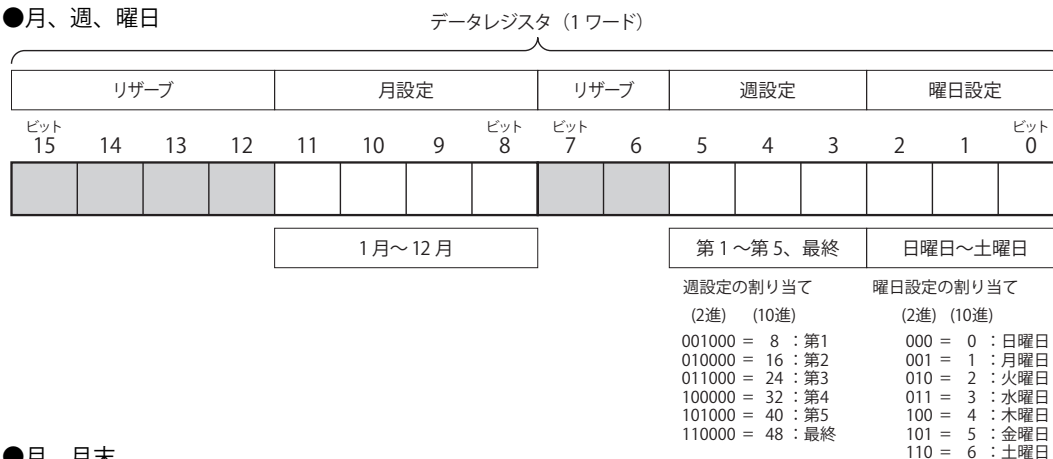 ●月、週、曜日
データレジスタ（1 ワード）
リザーブ 月設定 リザーブ 週設定 曜日設定
ビット ビット ビット ビット
15 14 13 12 11 10 9 8 7 6 5 4 3 2 1 0
1 月～ 12 月 第 1 ～第 5、最終 日曜日～土曜日
週設定の割り当て 曜日設定の割り当て
(2進) (10進) (2進) (10進)
001000 = 8 ：第1 000 = 0 ：日曜日
010000 = 16 ：第2 001 = 1 ：月曜日
011000 = 24 ：第3 010 = 2 ：火曜日
100000 = 32 ：第4 011 = 3 ：水曜日
101000 = 40 ：第5 100 = 4 ：木曜日
110000 = 48 ：最終 101 = 5 ：金曜日
110 = 6 ：土曜日
●月、月末